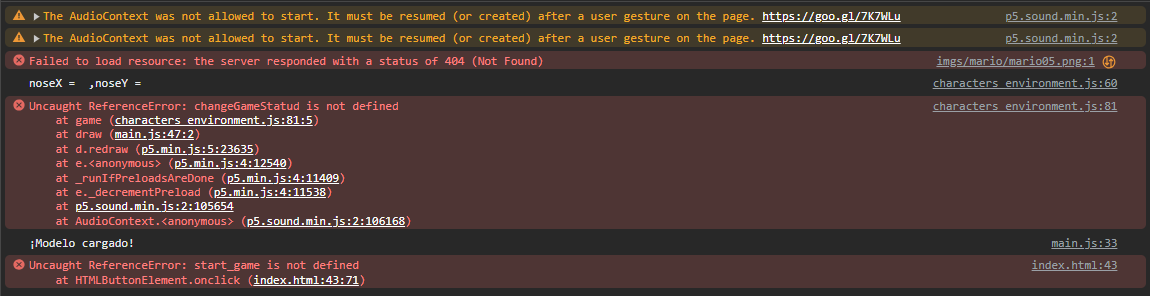 The AudioContext was not allowed to start. It must be resumed (or created) after a user gesture on the page. https://goo.gl/7K7WLu p5.sound.min.js:2
The AudioContext was not allowed to start. It must be resumed (or created) after a user gesture on the page. https://goo.gl/7K7WLu p5.sound.min.js:2
Failed to load resource: the server responded with a status of 404 (Not Found) imgs/mario/mario05.png:1
noseX =  ,noseY = characters_environment.js:60
Uncaught ReferenceError: changeGameStatud is not defined characters_environment.js:81
at game (characters_environment.js:81:5)
at draw (main.js:47:2)
at d.redraw (p5.min.js:5:23635)
at e.<anonymous> (p5.min.js:4:12540)
at _runIfPreloadsAreDone (p5.min.js:4:11409)
at e._decrementPreload (p5.min.js:4:11538)
at p5.sound.min.js:2:105654
at AudioContext.<anonymous> (p5.sound.min.js:2:106168)
¡Modelo cargado! main.js:33
Uncaught ReferenceError: start_game is not defined index.html:43
at HTMLButtonElement.onclick (index.html:43:71)